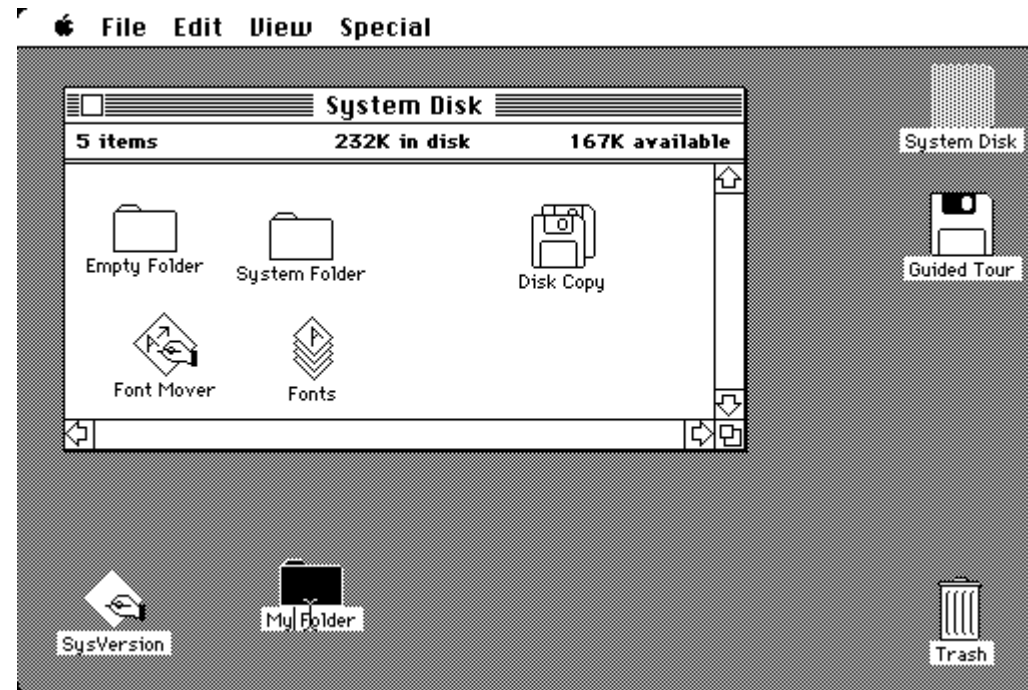 File Edit View Special
System Disk
5 items 232K in disk 167K available
Empty Folder System Folder Disk Copy
Font Mover Fonts
System Disk
Guided Tour
SysVersion My Folder Trash